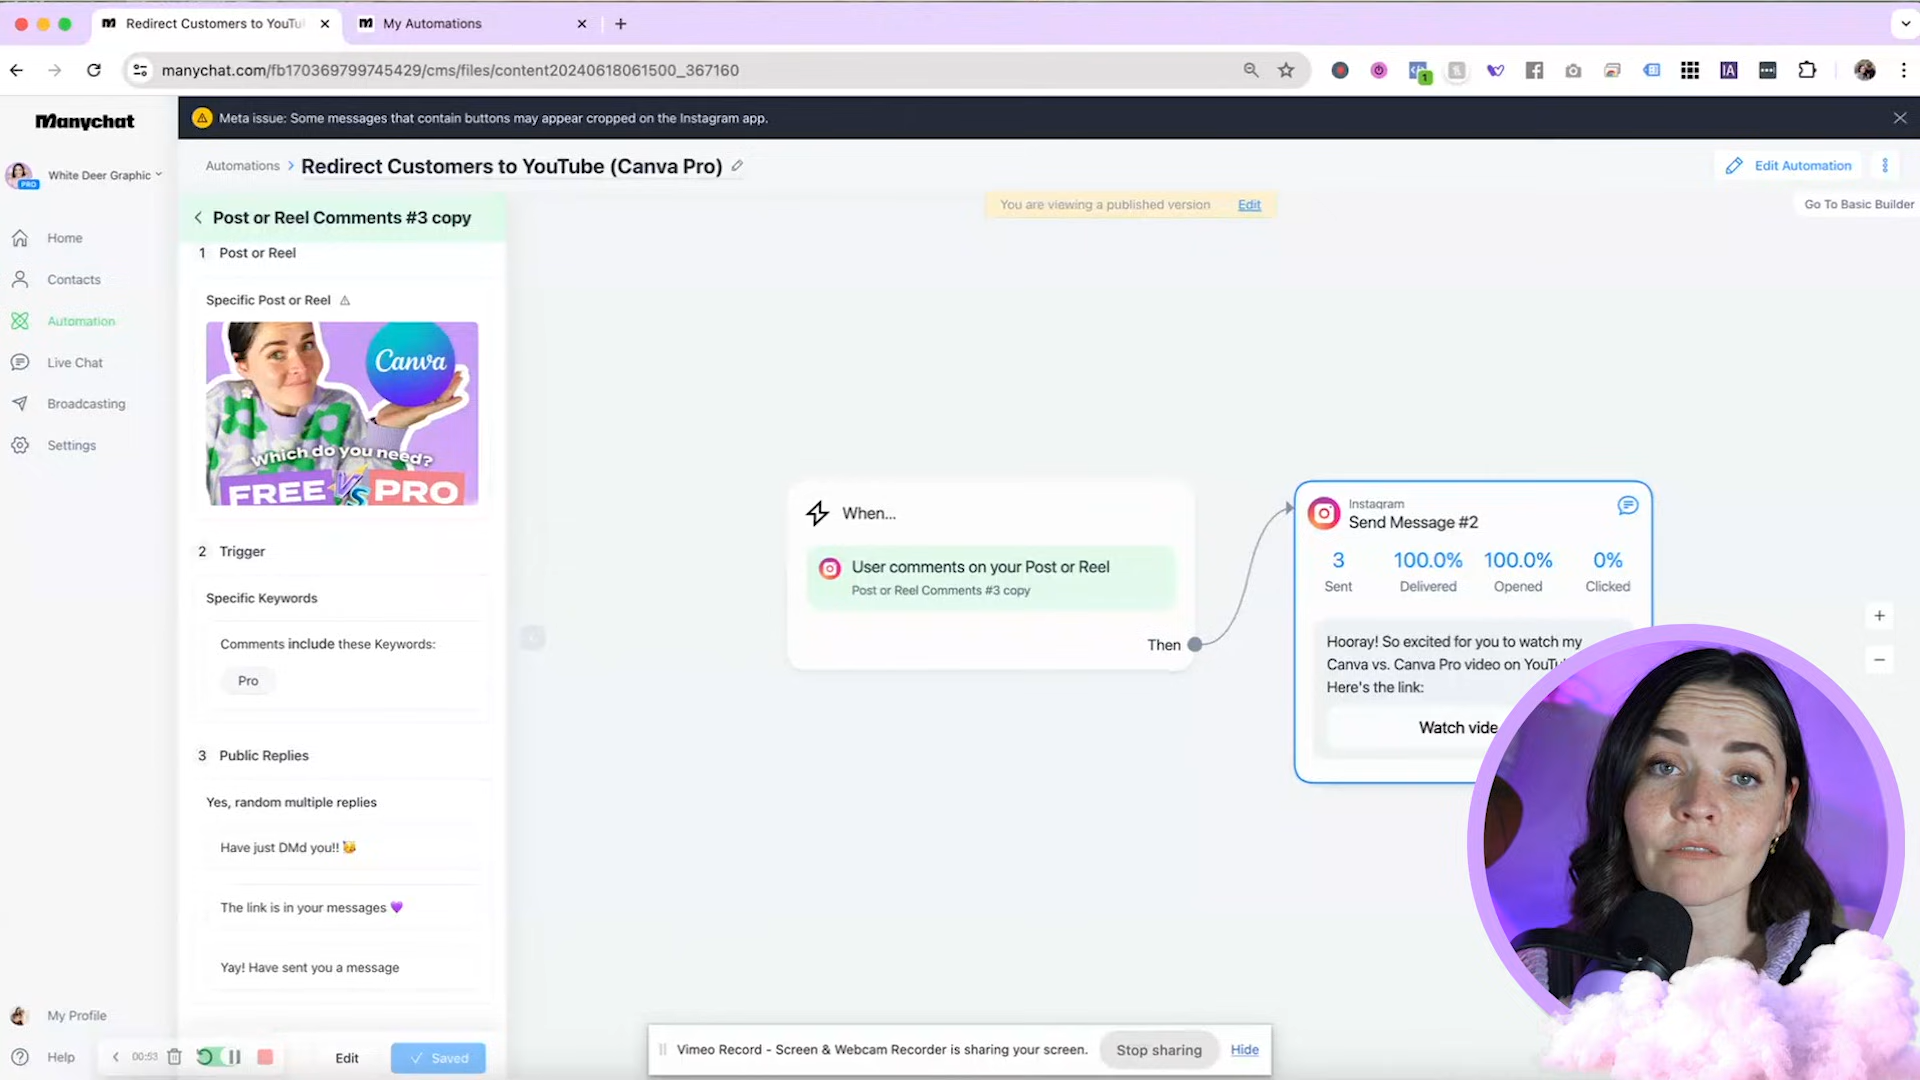 Redirect Customers to YouTu
My Automations
manychat.com/fb170369799745429/cms/files/content20240618061500_367160
1
IA
Manychat
Meta issue: Some messages that contain buttons may appear cropped on the Instagram app.
PRO
White Deer Graphic
Automations
Redirect Customers to YouTube (Canva Pro)
Edit Automation
You are viewing a published version Edit
Go To Basic Builder
Home
Contacts
Automation
Live Chat
Broadcasting
Settings
My Profile
Help
Post or Reel Comments #3 copy
1 Post or Reel
Specific Post or Reel
Canva
Which do you need?
FREE VS PRO
2 Trigger
Specific Keywords
Comments include these Keywords:
Pro
3 Public Replies
Yes, random multiple replies
Have just DMd you!! 🥳
The link is in your messages 💜
Yay! Have sent you a message
00:53
Edit
Saved
When...
User comments on your Post or Reel
Post or Reel Comments #3 copy
Then
Instagram
Send Message #2
3 100.0% 100.0% 0%
Sent Delivered Opened Clicked
Hooray! So excited for you to watch my
Canva vs. Canva Pro video on YouTu
Here's the link:
Watch vide
Vimeo Record - Screen & Webcam Recorder is sharing your screen.
Stop sharing
Hide